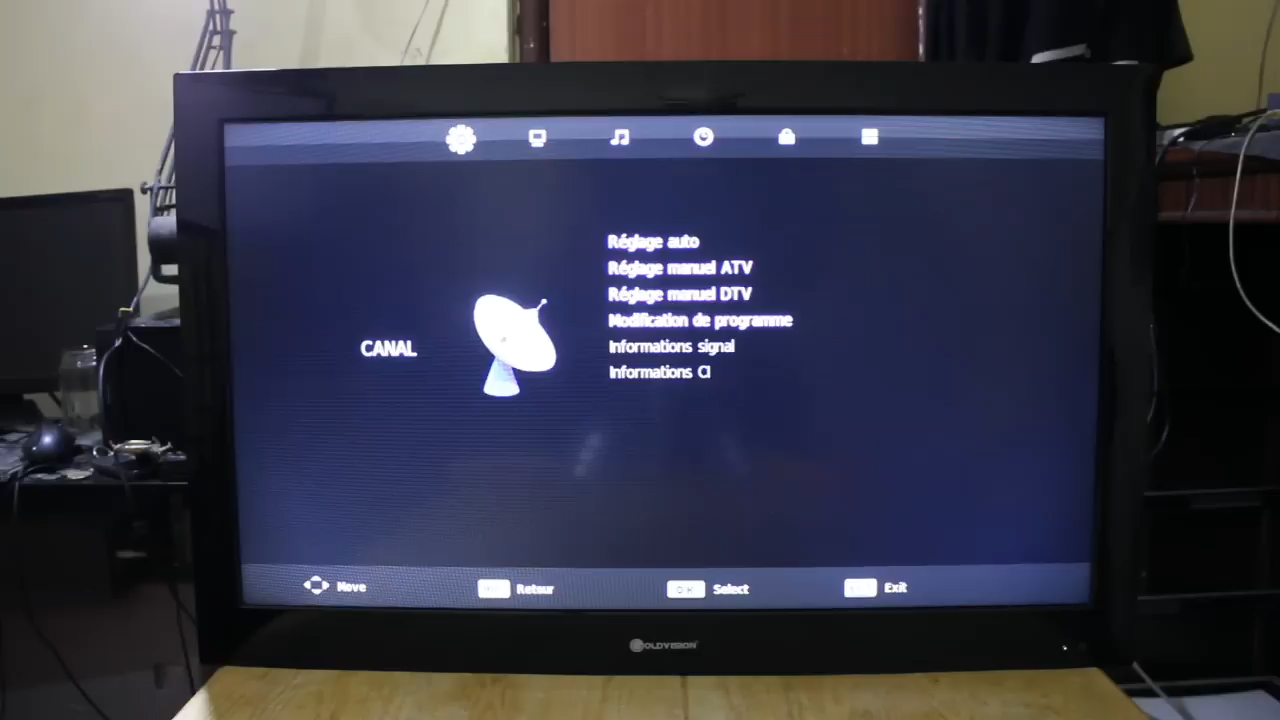 Réglage auto
Réglage manuel ATV
Réglage manuel DTV
Modification de programme
Informations signal
Informations CI
CANAL
Move
Retour
OK
Select
Exit
GOLDVISION